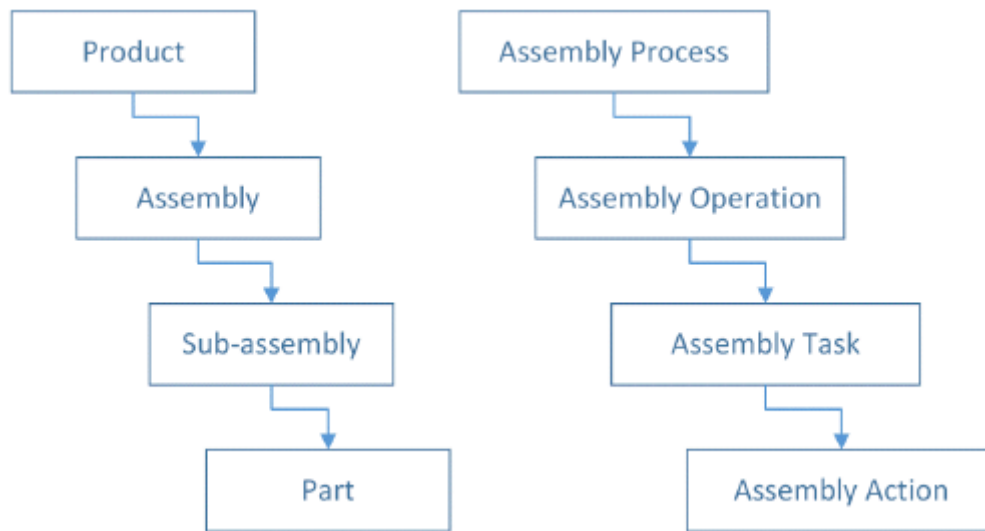 Product
Assembly Process
Assembly
Assembly Operation
Sub-assembly
Assembly Task
Part
Assembly Action